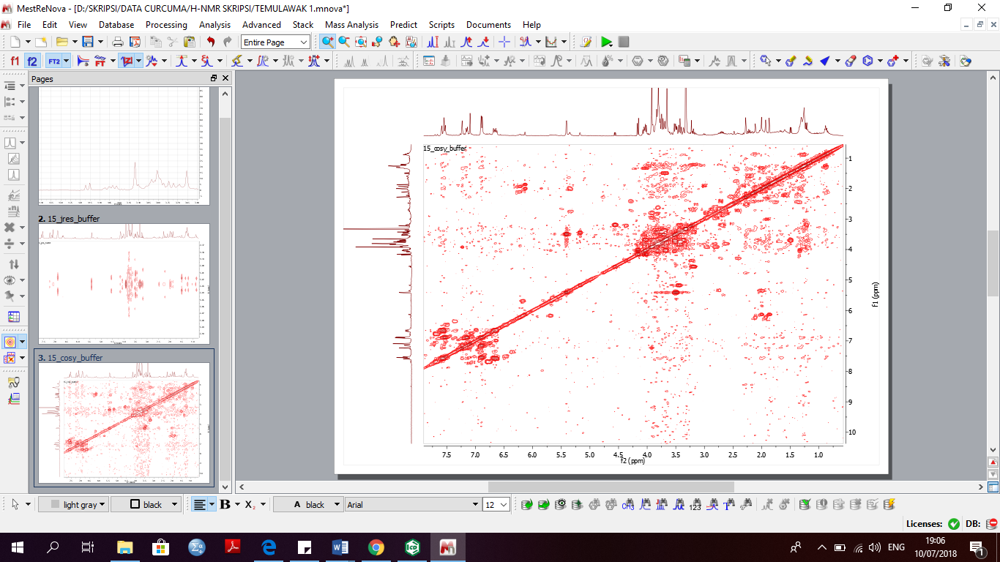 MestReNova - [D:/SKRIPSI/DATA CURCUMA/H-NMR SKRIPSI/TEMULAWAK 1.mnova*]
File Edit View Database Processing Analysis Advanced Stack Mass Analysis Predict Scripts Documents Help
Entire Page
f1 f2 FT2 FT
Pages
2. 15_jres_buffer
3. 15_cosy_buffer
15_cosy_buffer
1
2
3
4
5
6
7
8
9
10
f1 (ppm)
7.5 7.0 6.5 6.0 5.5 5.0 4.5 4.0 3.5 3.0 2.5 2.0 1.5 1.0
f2 (ppm)
light gray black B X2 A black Arial 12 CH3 123 T
Licenses: DB:
19:06
ENG
10/07/2018
1